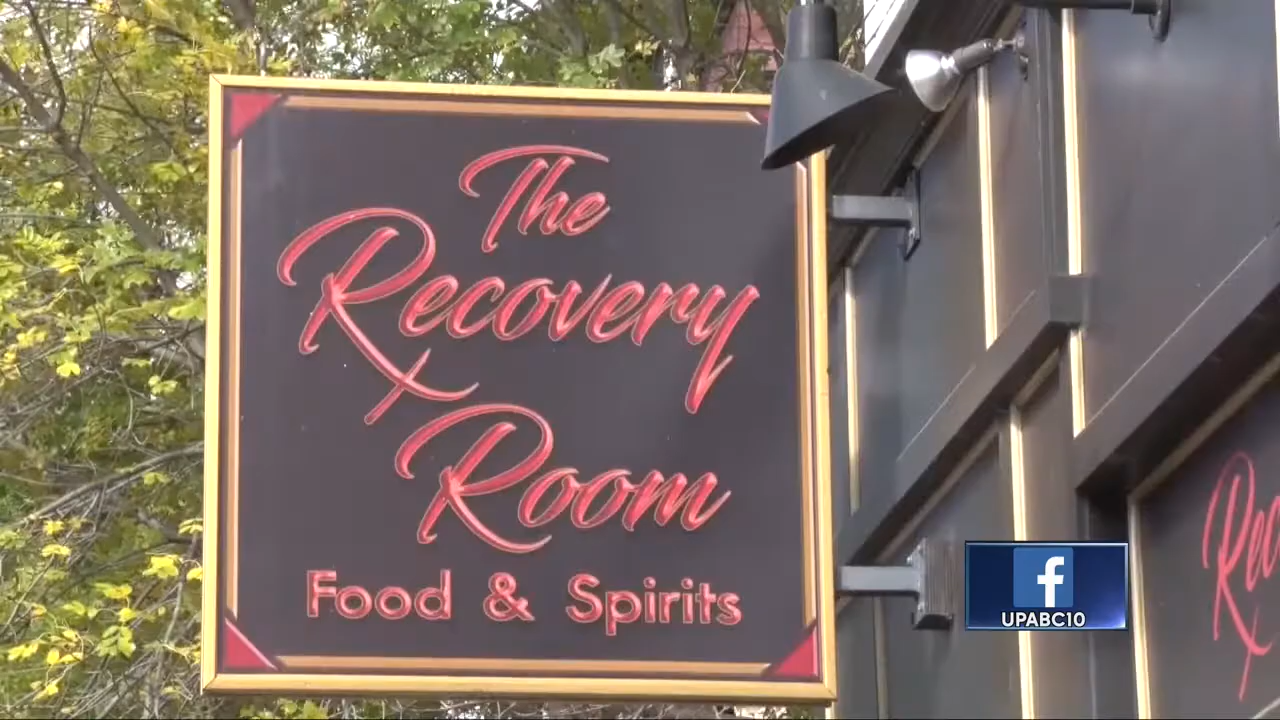 The
Recovery
Room
Food & Spirits
UPABC10